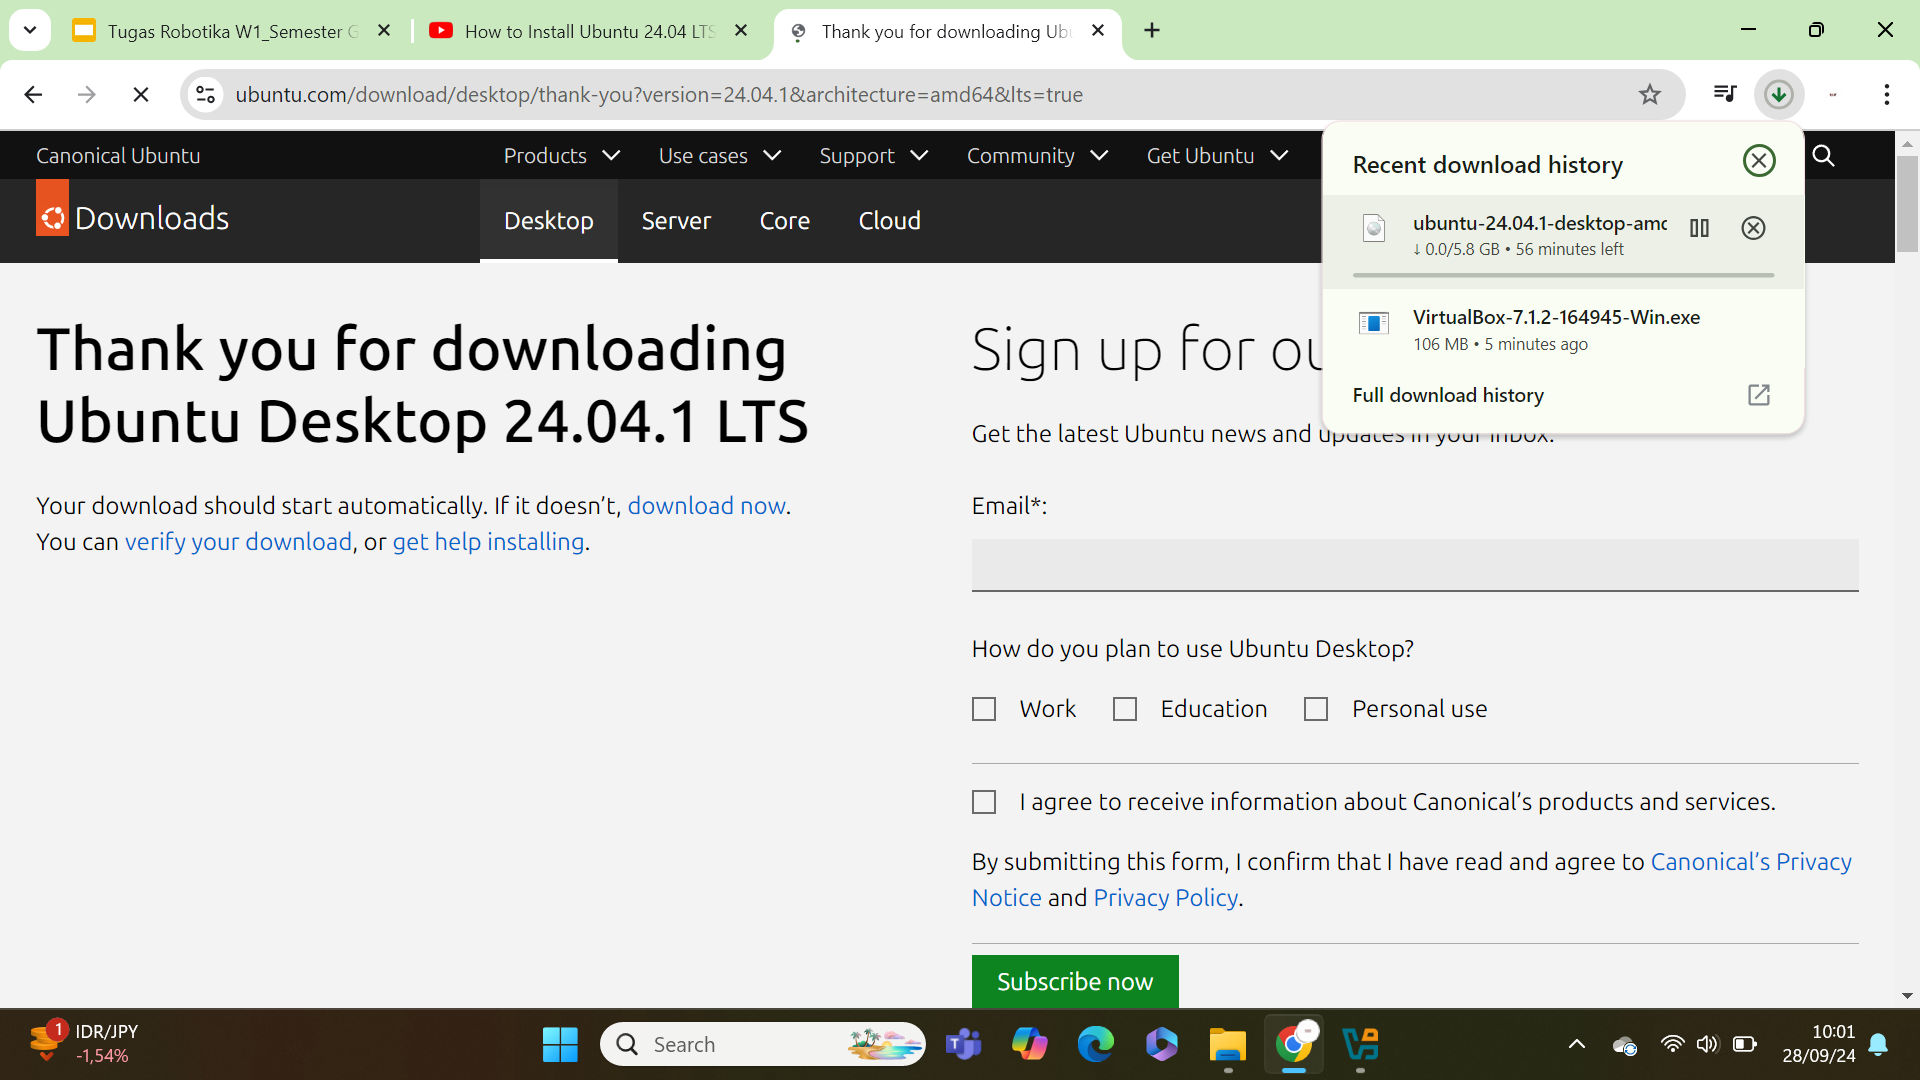 Tugas Robotika W1_Semester G
How to Install Ubuntu 24.04 LTS
Thank you for downloading Ub
ubuntu.com/download/desktop/thank-you?version=24.04.1&architecture=amd64&lts=true
Canonical Ubuntu
Products
Use cases
Support
Community
Get Ubuntu
Downloads
Desktop
Server
Core
Cloud
Recent download history
ubuntu-24.04.1-desktop-amd
↓ 0.0/5.8 GB • 56 minutes left
VirtualBox-7.1.2-164945-Win.exe
106 MB • 5 minutes ago
Full download history
Thank you for downloading
Ubuntu Desktop 24.04.1 LTS
Your download should start automatically. If it doesn’t, download now.
You can verify your download, or get help installing.
Sign up for ou
Get the latest Ubuntu news and updates in your inbox.
Email*:
How do you plan to use Ubuntu Desktop?
Work
Education
Personal use
I agree to receive information about Canonical’s products and services.
By submitting this form, I confirm that I have read and agree to Canonical’s Privacy
Notice and Privacy Policy.
Subscribe now
1
IDR/JPY
-1,54%
Search
10:01
28/09/24